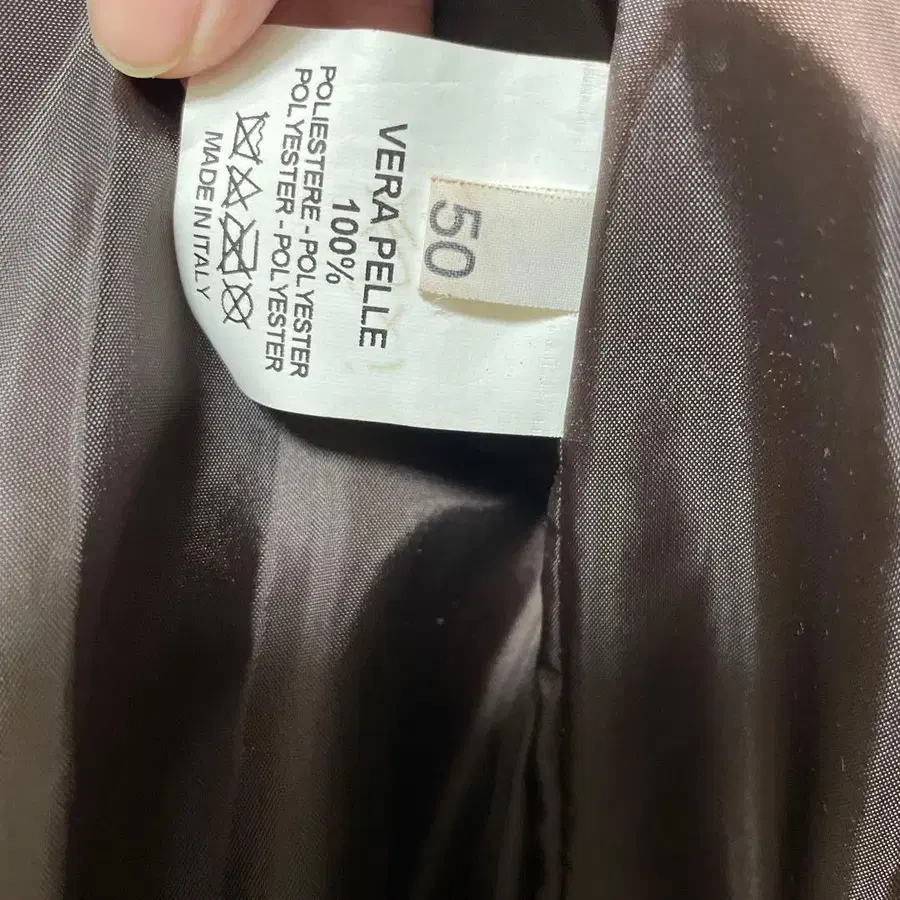 50
VERA PELLE
100%
POLIESTERE - POLYESTER
POLYESTER - POLYESTER
MADE IN ITALY